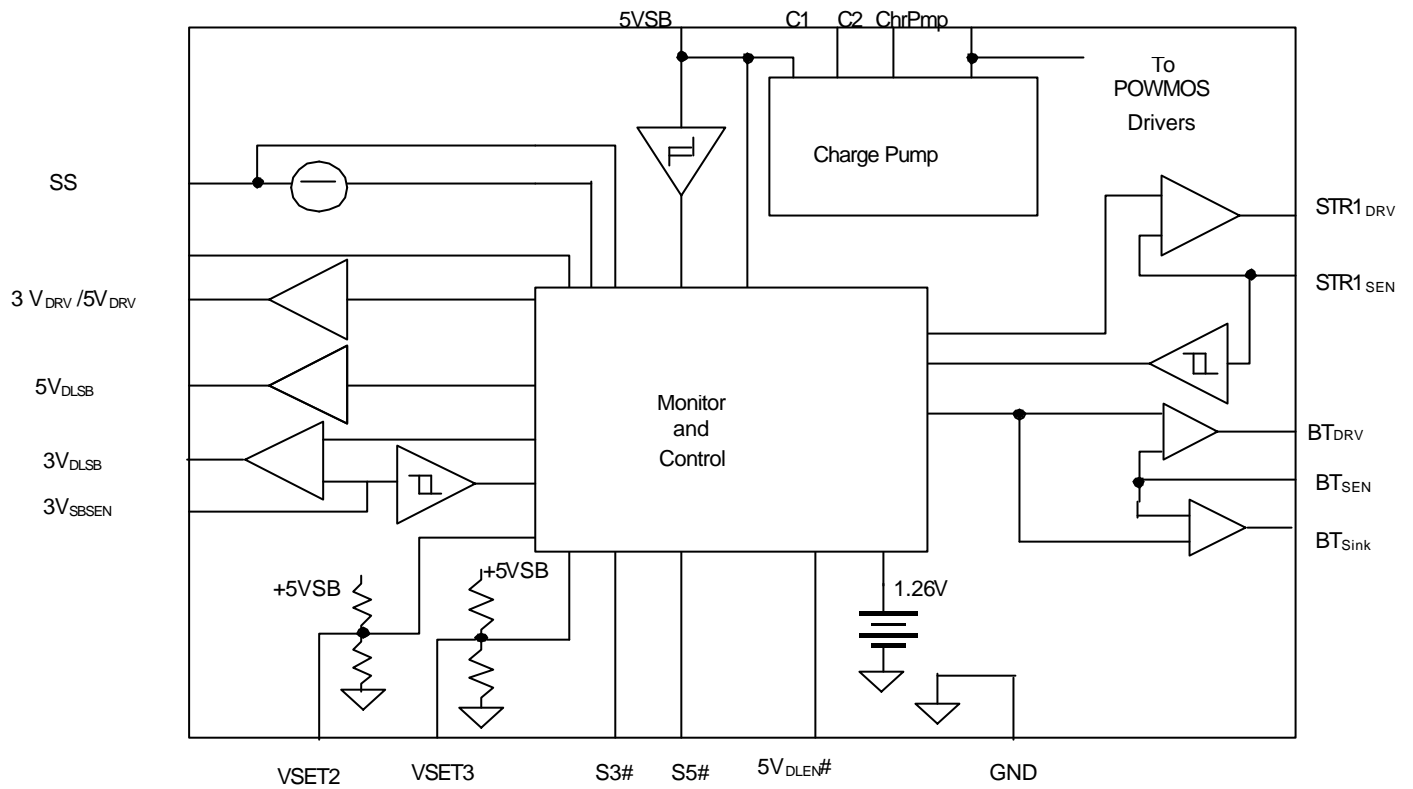 5VSB C1 C2 ChrPmp
To
POWMOS
Drivers
Charge Pump
SS
STR1DRV
STR1SEN
3 VDRV /5VDRV
5VDLSB
3VDLSB
3VSBSEN
Monitor
and
Control
BTDRV
BTSEN
BTSink
+5VSB
+5VSB
1.26V
VSET2 VSET3 S3# S5# 5VDLEN# GND